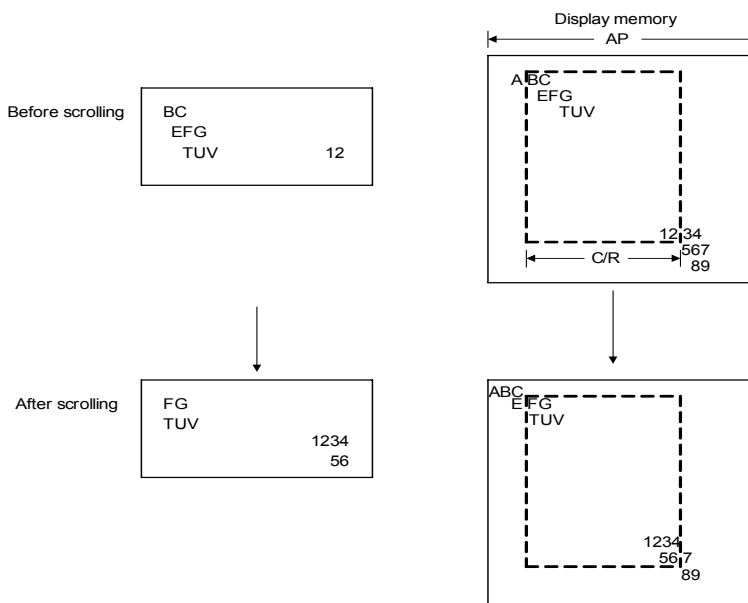 Display memory
AP
Before scrolling
BC
EFG
TUV 12
A BC
EFG
TUV
12 34
567
89
C/R
After scrolling
FG
TUV
1234
56
ABC
E FG
TUV
1234
56 7
89